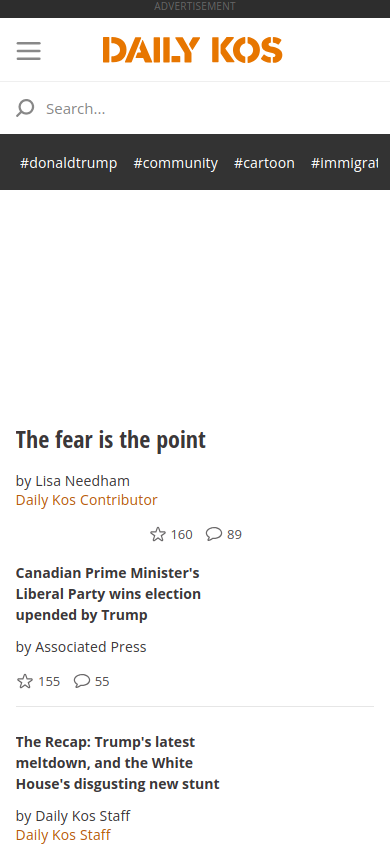 ADVERTISEMENT
DAILY KOS
Search...
#donaldtrump #community #cartoon #immigrat
The fear is the point
by Lisa Needham
Daily Kos Contributor
160 89
Canadian Prime Minister's
Liberal Party wins election
upended by Trump
by Associated Press
155 55
The Recap: Trump's latest
meltdown, and the White
House's disgusting new stunt
by Daily Kos Staff
Daily Kos Staff